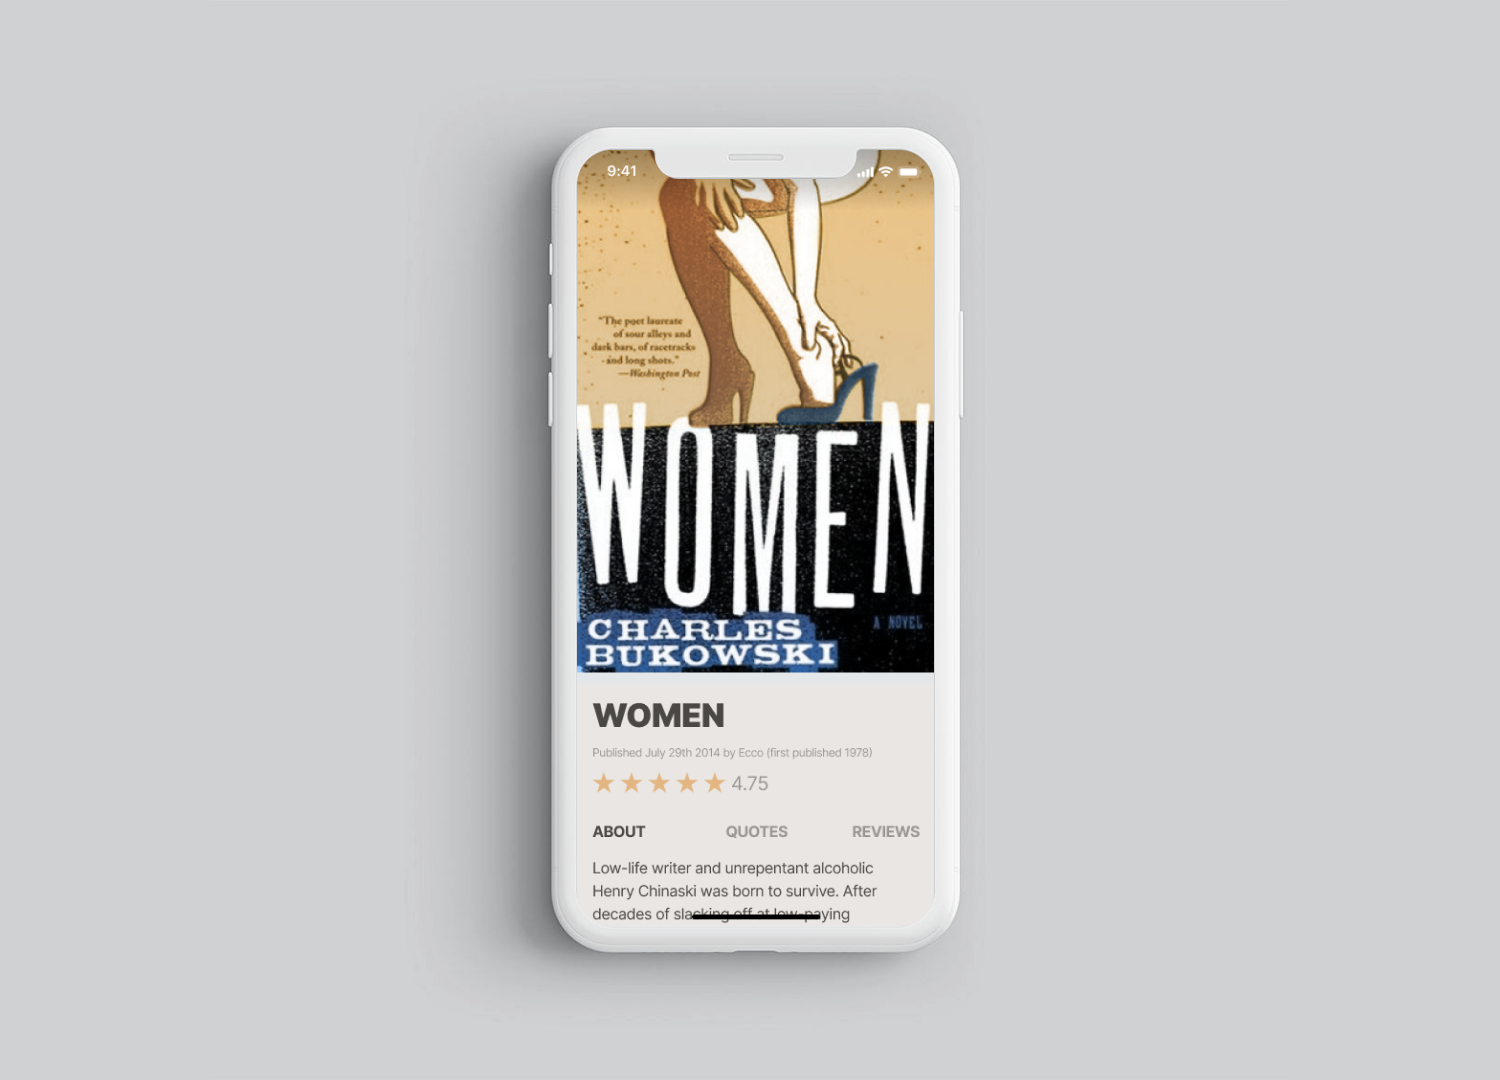 9:41
"The poet laureate
of sour alleys and
dark bars, of racetracks
and long shots."
—Washington Post
WOMEN
A NOVEL
CHARLES
BUKOWSKI
WOMEN
Published July 29th 2014 by Ecco (first published 1978)
4.75
ABOUT QUOTES REVIEWS
Low-life writer and unrepentant alcoholic
Henry Chinaski was born to survive. After
decades of slacking off at low-paying